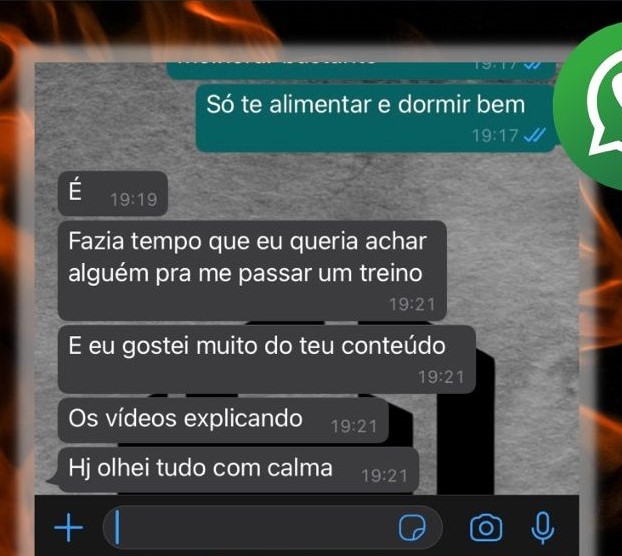 19:17
Só te alimentar e dormir bem
19:17
É 19:19
Fazia tempo que eu queria achar
alguém pra me passar um treino
19:21
E eu gostei muito do teu conteúdo
19:21
Os vídeos explicando 19:21
Hj olhei tudo com calma 19:21